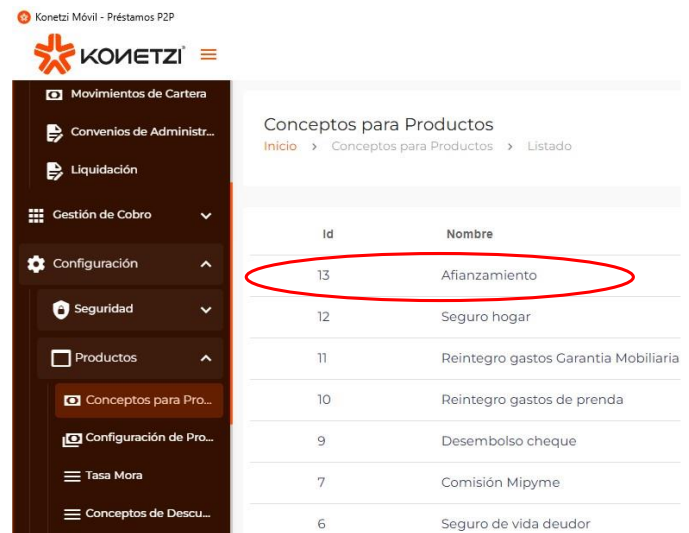 Konetzi Móvil - Préstamos P2P
KONETZI
Movimientos de Cartera
Convenios de Administr...
Liquidación
Gestión de Cobro
Configuración
Seguridad
Productos
Conceptos para Pro...
Configuración de Pro...
Tasa Mora
Conceptos de Descu...
Conceptos para Productos
Inicio > Conceptos para Productos > Listado
Id Nombre
13 Afianzamiento
12 Seguro hogar
11 Reintegro gastos Garantia Mobiliaria
10 Reintegro gastos de prenda
9 Desembolso cheque
7 Comisión Mipyme
6 Seguro de vida deudor